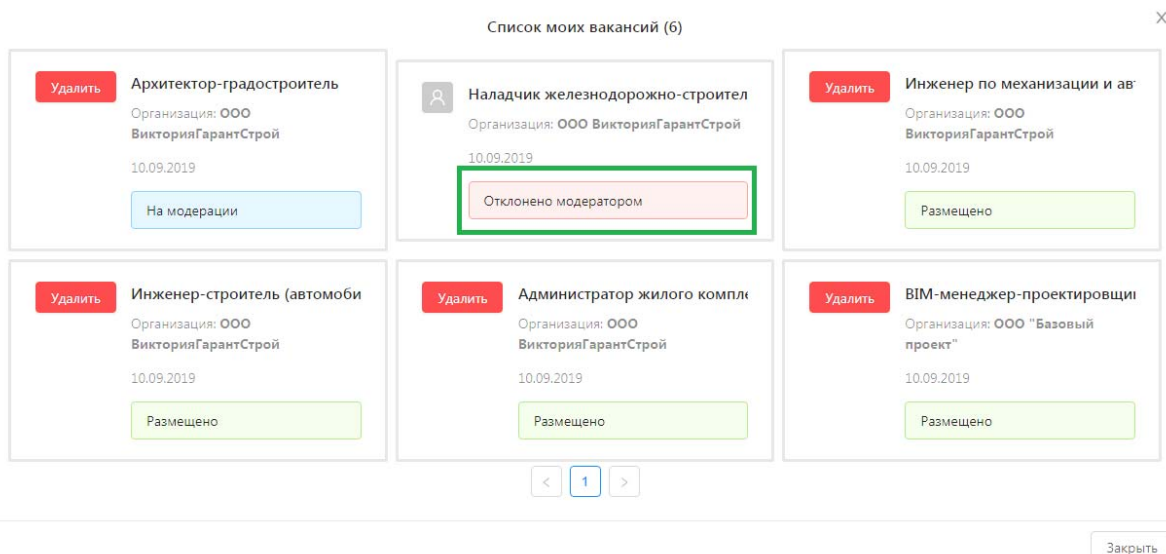 Список моих вакансий (6)
X
Удалить
Архитектор-градостроитель
Организация: ООО
ВикторияГарантСтрой
10.09.2019
На модерации
Наладчик железнодорожно-строител
Организация: ООО ВикторияГарантСтрой
10.09.2019
Отклонено модератором
Удалить
Инженер по механизации и ав
Организация: ООО
ВикторияГарантСтрой
10.09.2019
Размещено
Удалить
Инженер-строитель (автомоби
Организация: ООО
ВикторияГарантСтрой
10.09.2019
Размещено
Удалить
Администратор жилого компле
Организация: ООО
ВикторияГарантСтрой
10.09.2019
Размещено
Удалить
BIM-менеджер-проектировщи
Организация: ООО "Базовый
проект"
10.09.2019
Размещено
< 1 >
Закрыть